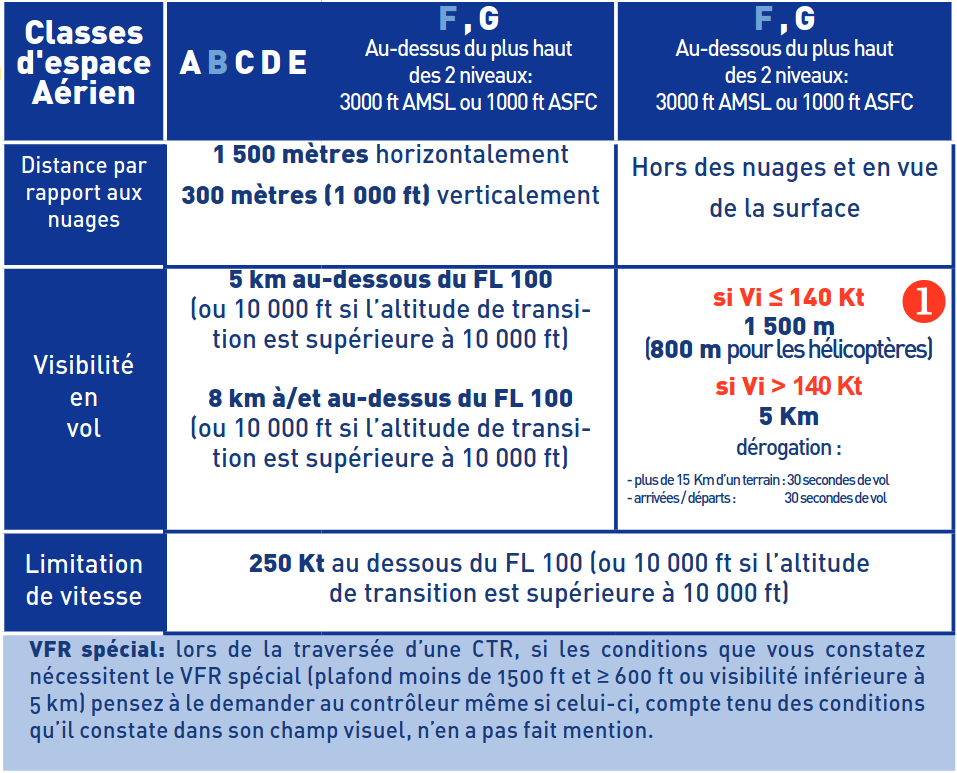 Classes
d'espace
Aérien
A B C D E
F , G
Au-dessus du plus haut
des 2 niveaux:
3000 ft AMSL ou 1000 ft ASFC
F , G
Au-dessous du plus haut
des 2 niveaux:
3000 ft AMSL ou 1000 ft ASFC
Distance par
rapport aux
nuages
1 500 mètres horizontalement
300 mètres (1 000 ft) verticalement
Hors des nuages et en vue
de la surface
Visibilité
en
vol
5 km au-dessous du FL 100
(ou 10 000 ft si l'altitude de transi-
tion est supérieure à 10 000 ft)
8 km à/et au-dessus du FL 100
(ou 10 000 ft si l'altitude de transi-
tion est supérieure à 10 000 ft)
si Vi ≤ 140 Kt
1
1 500 m
(800 m pour les hélicoptères)
si Vi > 140 Kt
5 Km
dérogation :
- plus de 15 Km d'un terrain : 30 secondes de vol
- arrivées / départs : 30 secondes de vol
Limitation
de vitesse
250 Kt au dessous du FL 100 (ou 10 000 ft si l'altitude
de transition est supérieure à 10 000 ft)
VFR spécial: lors de la traversée d'une CTR, si les conditions que vous constatez
nécessitent le VFR spécial (plafond moins de 1500 ft et ≥ 600 ft ou visibilité inférieure à
5 km) pensez à le demander au contrôleur même si celui-ci, compte tenu des conditions
qu'il constate dans son champ visuel, n'en a pas fait mention.